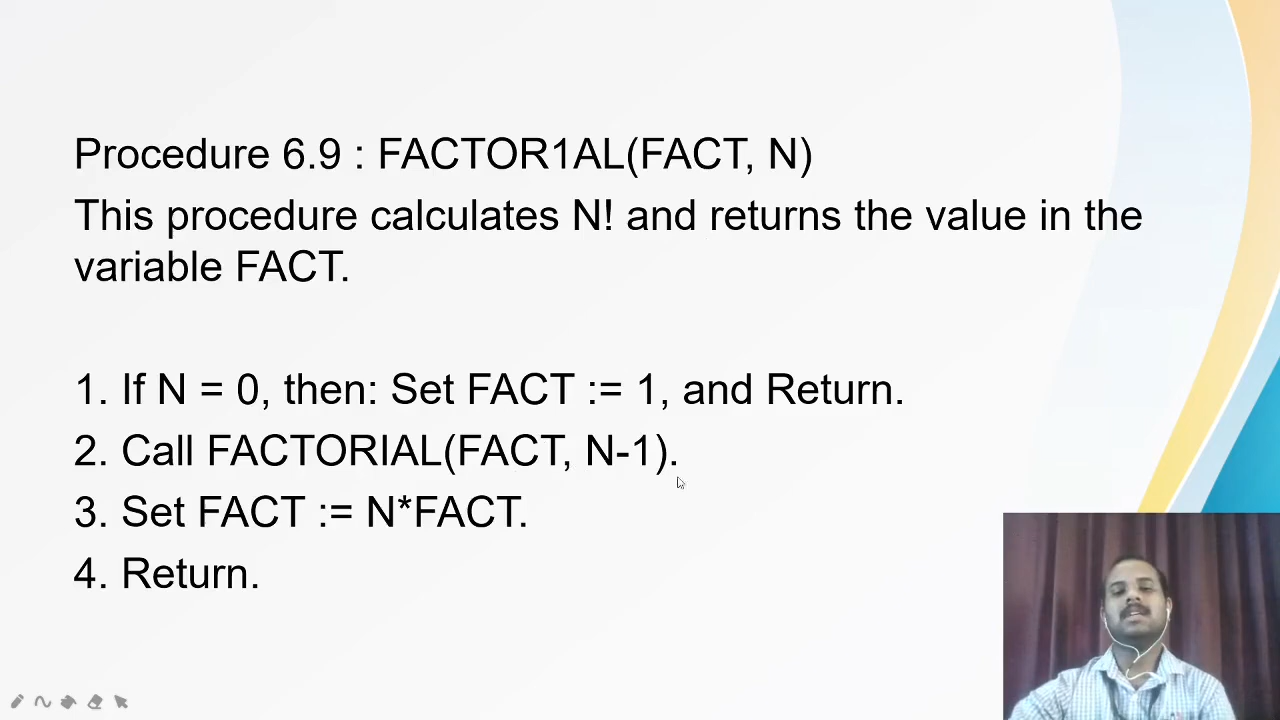 Procedure 6.9 : FACTOR1AL(FACT, N)
This procedure calculates N! and returns the value in the
variable FACT.
1. If N = 0, then: Set FACT := 1, and Return.
2. Call FACTORIAL(FACT, N-1).
3. Set FACT := N*FACT.
4. Return.